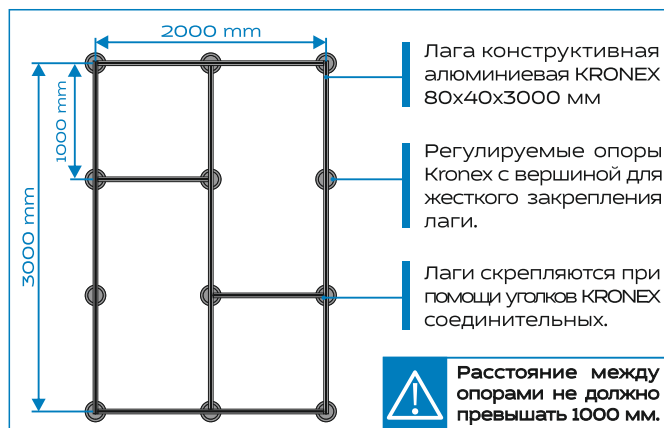 2000 mm
1000 mm
3000 mm
Лага конструктивная
алюминиевая KRONEX
80х40х3000 мм
Регулируемые опоры
Kronex с вершиной для
жесткого закрепления
лаги.
Лаги скрепляются при
помощи уголков KRONEX
соединительных.
Расстояние между
опорами не должно
превышать 1000 мм.